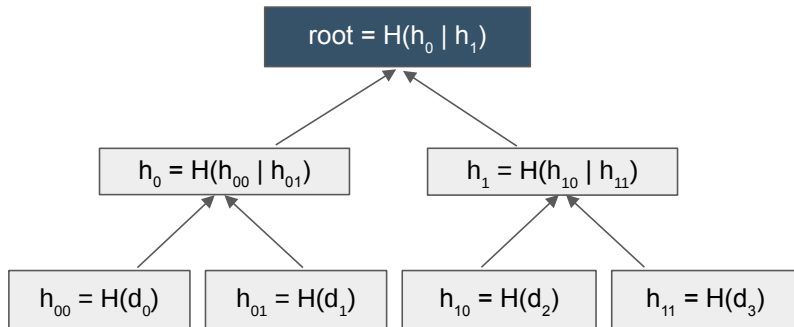 root = H(h₀ | h₁)
h₀ = H(h₀₀ | h₀₁)
h₁ = H(h₁₀ | h₁₁)
h₀₀ = H(d₀)
h₀₁ = H(d₁)
h₁₀ = H(d₂)
h₁₁ = H(d₃)